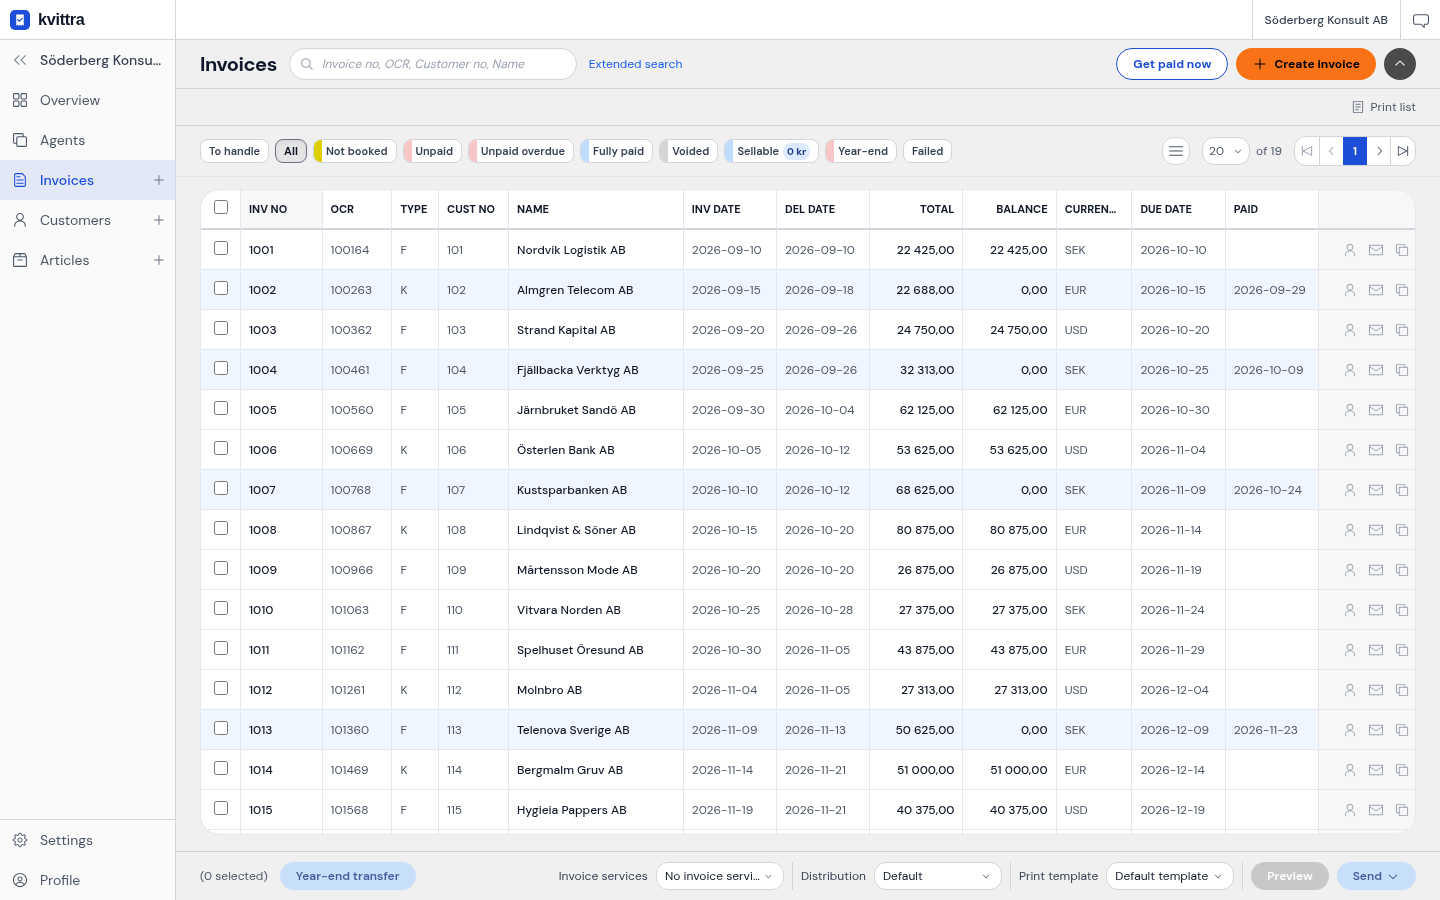 kvittra
Söderberg Konsult AB
Söderberg Konsu...
Overview
Agents
Invoices
Customers
Articles
Settings
Profile
Invoices
Invoice no, OCR, Customer no, Name
Extended search
Get paid now
Create invoice
Print list
To handle All Not booked Unpaid Unpaid overdue Fully paid Voided Sellable 0 kr Year-end Failed
20 of 19 1
INV NO OCR TYPE CUST NO NAME INV DATE DEL DATE TOTAL BALANCE CURREN... DUE DATE PAID
1001 100164 F 101 Nordvik Logistik AB 2026-09-10 2026-09-10 22 425,00 22 425,00 SEK 2026-10-10
1002 100263 K 102 Almgren Telecom AB 2026-09-15 2026-09-18 22 688,00 0,00 EUR 2026-10-15 2026-09-29
1003 100362 F 103 Strand Kapital AB 2026-09-20 2026-09-26 24 750,00 24 750,00 USD 2026-10-20
1004 100461 F 104 Fjällbacka Verktyg AB 2026-09-25 2026-09-26 32 313,00 0,00 SEK 2026-10-25 2026-10-09
1005 100560 F 105 Järnbruket Sandö AB 2026-09-30 2026-10-04 62 125,00 62 125,00 EUR 2026-10-30
1006 100669 K 106 Österlen Bank AB 2026-10-05 2026-10-12 53 625,00 53 625,00 USD 2026-11-04
1007 100768 F 107 Kustsparbanken AB 2026-10-10 2026-10-12 68 625,00 0,00 SEK 2026-11-09 2026-10-24
1008 100867 K 108 Lindqvist & Söner AB 2026-10-15 2026-10-20 80 875,00 80 875,00 EUR 2026-11-14
1009 100966 F 109 Mårtensson Mode AB 2026-10-20 2026-10-20 26 875,00 26 875,00 USD 2026-11-19
1010 101063 F 110 Vitvara Norden AB 2026-10-25 2026-10-28 27 375,00 27 375,00 SEK 2026-11-24
1011 101162 F 111 Spelhuset Öresund AB 2026-10-30 2026-11-05 43 875,00 43 875,00 EUR 2026-11-29
1012 101261 K 112 Molnbro AB 2026-11-04 2026-11-05 27 313,00 27 313,00 USD 2026-12-04
1013 101360 F 113 Telenova Sverige AB 2026-11-09 2026-11-13 50 625,00 0,00 SEK 2026-12-09 2026-11-23
1014 101469 K 114 Bergmalm Gruv AB 2026-11-14 2026-11-21 51 000,00 51 000,00 EUR 2026-12-14
1015 101568 F 115 Hygieia Pappers AB 2026-11-19 2026-11-21 40 375,00 40 375,00 USD 2026-12-19
(0 selected) Year-end transfer Invoice services No invoice servi... Distribution Default Print template Default template Preview Send